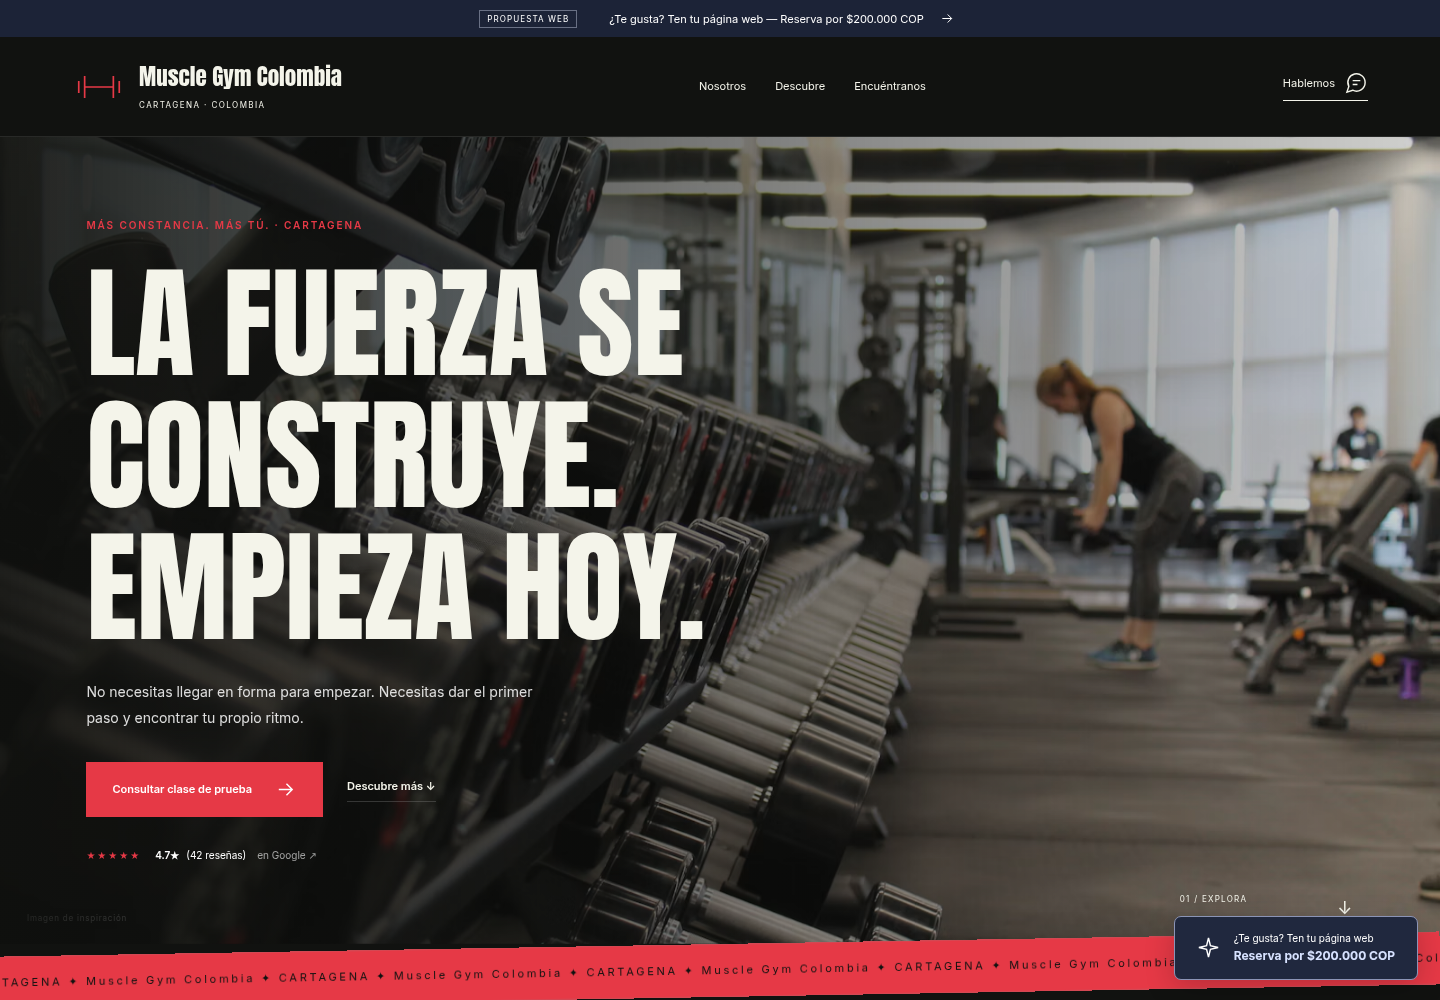 PROPUESTA WEB
¿Te gusta? Ten tu página web — Reserva por $200.000 COP →
Muscle Gym Colombia
CARTAGENA · COLOMBIA
Nosotros
Descubre
Encuéntranos
Hablemos
MÁS CONSTANCIA. MÁS TÚ. · CARTAGENA
LA FUERZA SE
CONSTRUYE.
EMPIEZA HOY.
No necesitas llegar en forma para empezar. Necesitas dar el primer
paso y encontrar tu propio ritmo.
Consultar clase de prueba →
Descubre más ↓
★★★★★ 4.7★ (42 reseñas) en Google ↗
Imagen de inspiración
01 / EXPLORA
↓
¿Te gusta? Ten tu página web
Reserva por $200.000 COP
TAGENA ✦ Muscle Gym Colombia ✦ CARTAGENA ✦ Muscle Gym Colombia ✦ CARTAGENA ✦ Muscle Gym Colombia ✦ CARTAGENA ✦ Muscle Gym Colombia Col